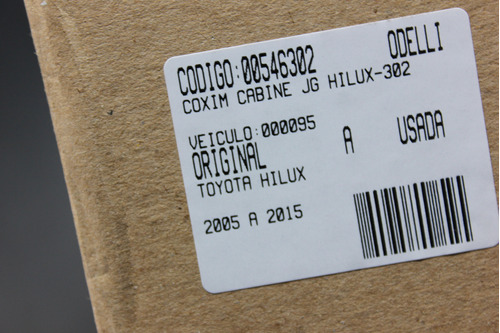 CODIGO:00546302 ODELLI
COXIM CABINE JG HILUX-302
VEICULO:000095
ORIGINAL A USADA
TOYOTA HILUX
2005 A 2015